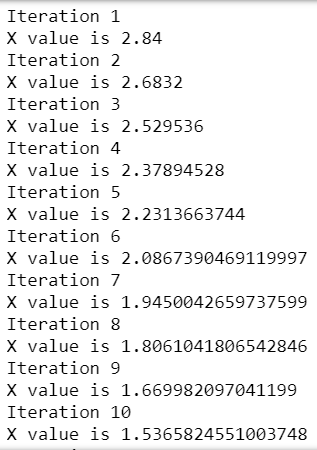 Iteration 1
X value is 2.84
Iteration 2
X value is 2.6832
Iteration 3
X value is 2.529536
Iteration 4
X value is 2.37894528
Iteration 5
X value is 2.2313663744
Iteration 6
X value is 2.0867390469119997
Iteration 7
X value is 1.9450042659737599
Iteration 8
X value is 1.8061041806542846
Iteration 9
X value is 1.669982097041199
Iteration 10
X value is 1.5365824551003748